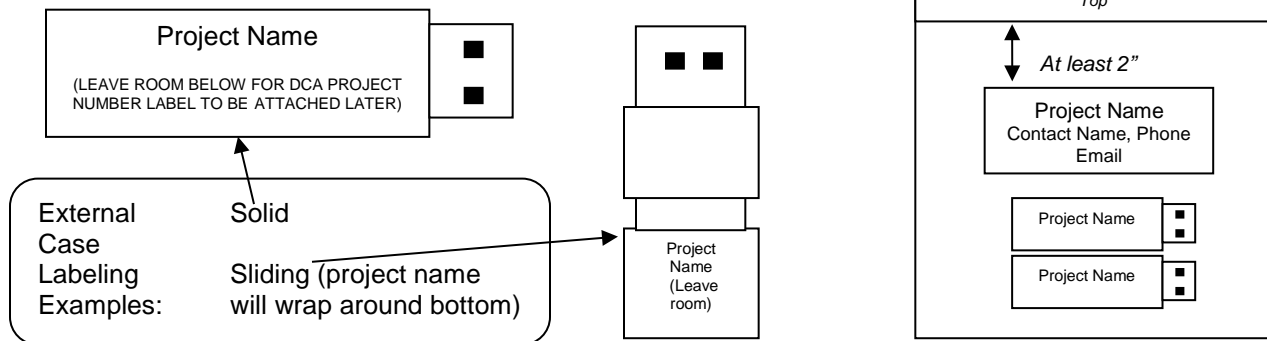 Project Name
(LEAVE ROOM BELOW FOR DCA PROJECT
NUMBER LABEL TO BE ATTACHED LATER)
External
Case
Labeling
Examples:
Solid
Sliding (project name
will wrap around bottom)
Project
Name
(Leave
room)
Top
At least 2”
Project Name
Contact Name, Phone
Email
Project Name
Project Name